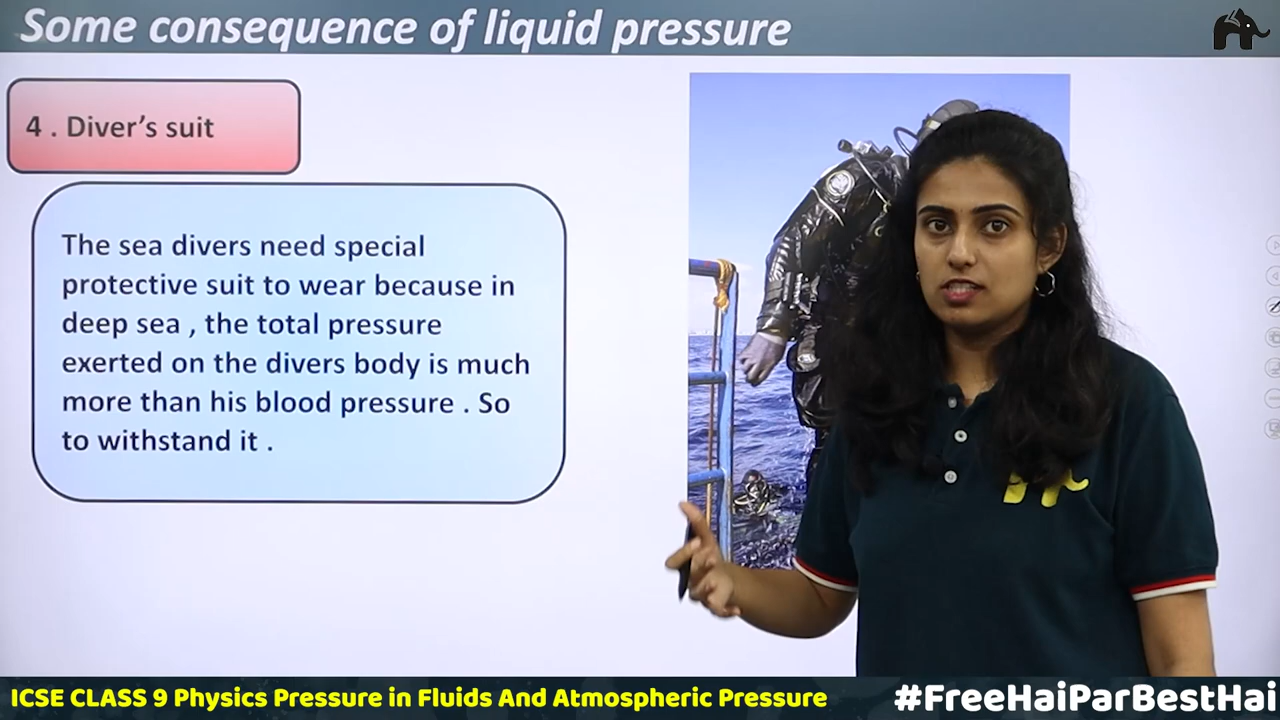 Some consequence of liquid pressure
4 . Diver’s suit
The sea divers need special
protective suit to wear because in
deep sea , the total pressure
exerted on the divers body is much
more than his blood pressure . So
to withstand it .
ICSE CLASS 9 Physics Pressure in Fluids And Atmospheric Pressure
#FreeHaiParBestHai